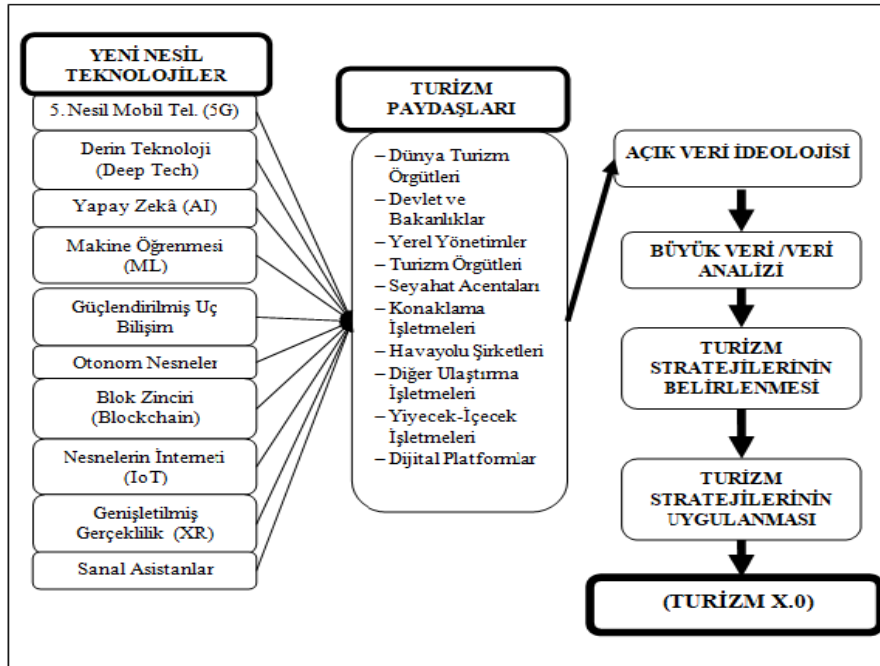 YENİ NESİL
TEKNOLOJİLER
5. Nesil Mobil Tel. (5G)
Derin Teknoloji
(Deep Tech)
Yapay Zekâ (AI)
Makine Öğrenmesi
(ML)
Güçlendirilmiş Uç
Bilişim
Otonom Nesneler
Blok Zinciri
(Blockchain)
Nesnelerin İnterneti
(IoT)
Genişletilmiş
Gerçeklilik (XR)
Sanal Asistanlar
TURİZM
PAYDAŞLARI
– Dünya Turizm
Örgütleri
– Devlet ve
Bakanlıklar
– Yerel Yönetimler
– Turizm Örgütleri
– Seyahat Acentaları
– Konaklama
İşletmeleri
– Havayolu Şirketleri
– Diğer Ulaştırma
İşletmeleri
– Yiyecek-İçecek
İşletmeleri
– Dijital Platformlar
AÇIK VERİ İDEOLOJİSİ
BÜYÜK VERİ /VERİ
ANALİZİ
TURİZM
STRATEJİLERİNİN
BELİRLENMESİ
TURİZM
STRATEJİLERİNİN
UYGULANMASI
(TURİZM X.0)